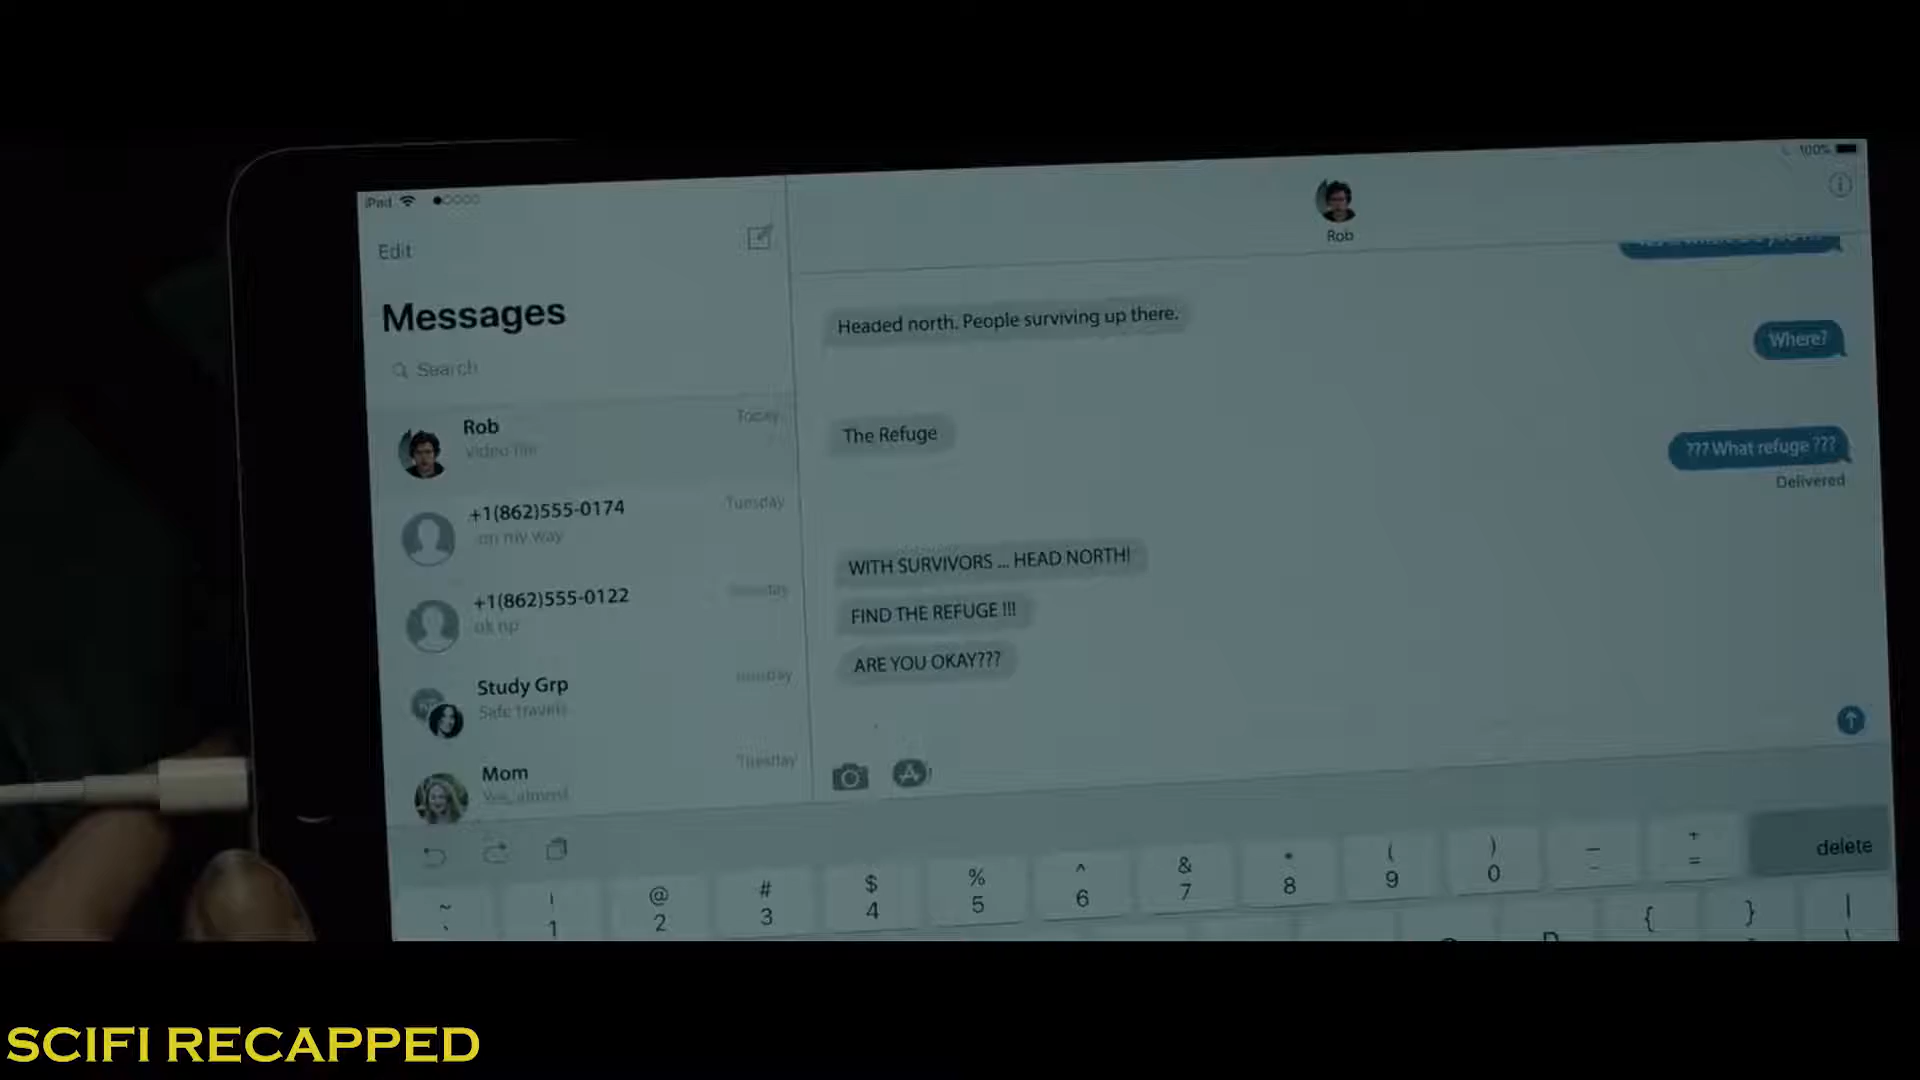 iPad
100%
Edit
Rob
Messages
Headed north. People surviving up there.
Where?
Search
Rob
Today
video file
The Refuge
??? What refuge ???
Delivered
+1(862)555-0174
Tuesday
on my way
WITH SURVIVORS ... HEAD NORTH!
+1(862)555-0122
ok np
FIND THE REFUGE !!!
ARE YOU OKAY???
Study Grp
Safe travels
Mom
Tuesday
delete
~ ! @ # $ % ^ & * ( ) _ +
` 1 2 3 4 5 6 7 8 9 0 - =
{ } |
SCIFI RECAPPED